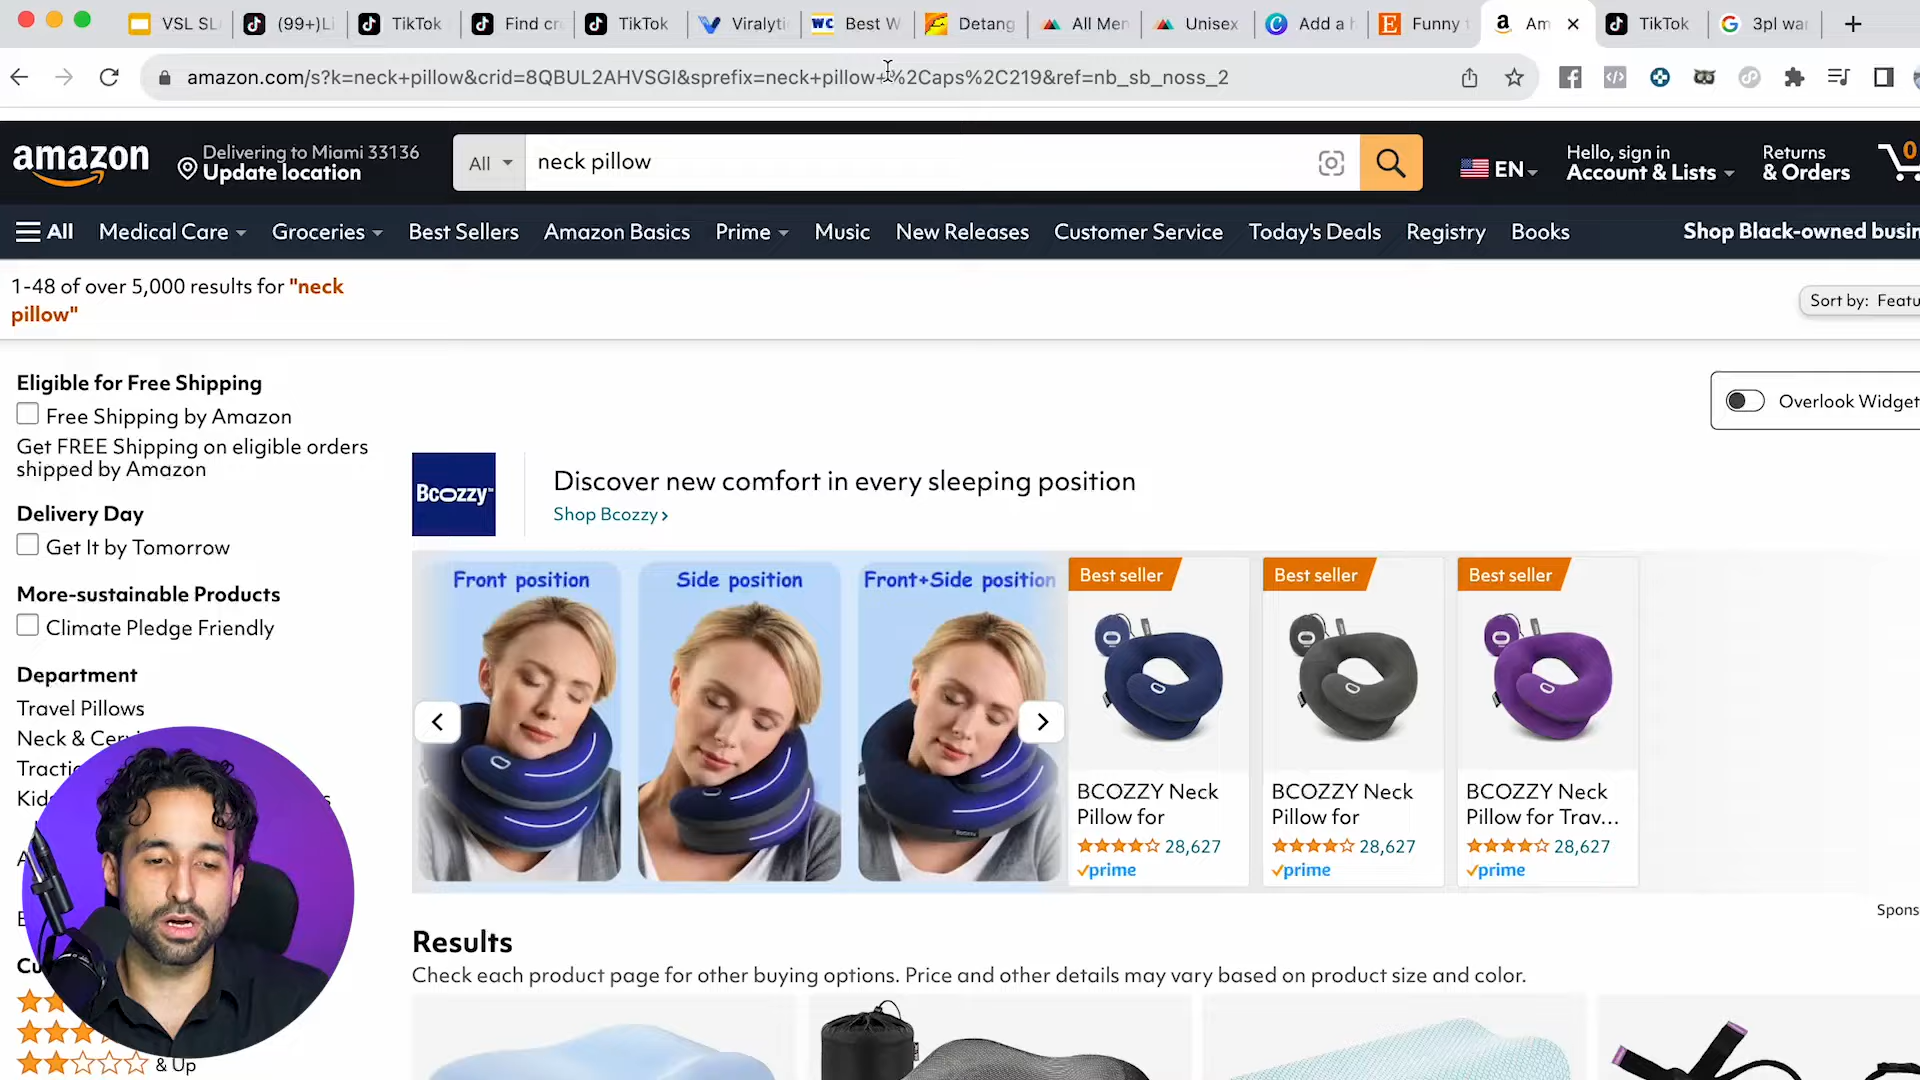 VSL SL
(99+)Li
TikTok
Find cre
TikTok
Viralyti
WC Best W
Detang
All Men
Unisex
Add a h
Funny t
Am
TikTok
3pl war
amazon.com/s?k=neck+pillow&crid=8QBUL2AHVSGI&sprefix=neck+pillow+%2Caps%2C219&ref=nb_sb_noss_2
amazon
Delivering to Miami 33136
Update location
All
neck pillow
EN
Hello, sign in
Account & Lists
Returns
& Orders
0
All
Medical Care
Groceries
Best Sellers
Amazon Basics
Prime
Music
New Releases
Customer Service
Today's Deals
Registry
Books
Shop Black-owned busin
1-48 of over 5,000 results for "neck
pillow"
Sort by: Featu
Eligible for Free Shipping
Free Shipping by Amazon
Get FREE Shipping on eligible orders
shipped by Amazon
Delivery Day
Get It by Tomorrow
More-sustainable Products
Climate Pledge Friendly
Department
Travel Pillows
Neck & Cervi
Tractio
Kids
Cu
& Up
Overlook Widget
Bcozzy
Discover new comfort in every sleeping position
Shop Bcozzy ›
Front position
Side position
Front+Side position
Best seller
BCOZZY Neck
Pillow for
28,627
prime
Best seller
BCOZZY Neck
Pillow for
28,627
prime
Best seller
BCOZZY Neck
Pillow for Trav...
28,627
prime
Spons
Results
Check each product page for other buying options. Price and other details may vary based on product size and color.